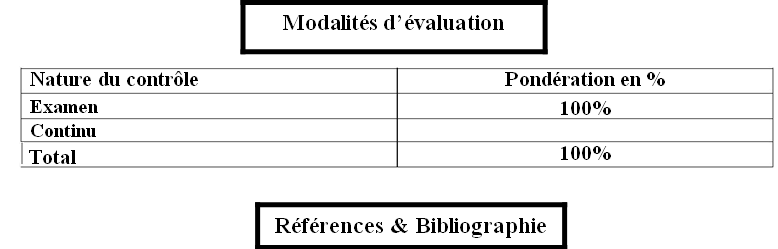 Modalités d'évaluation
Nature du contrôle Pondération en %
Examen 100%
Continu
Total 100%
Références & Bibliographie